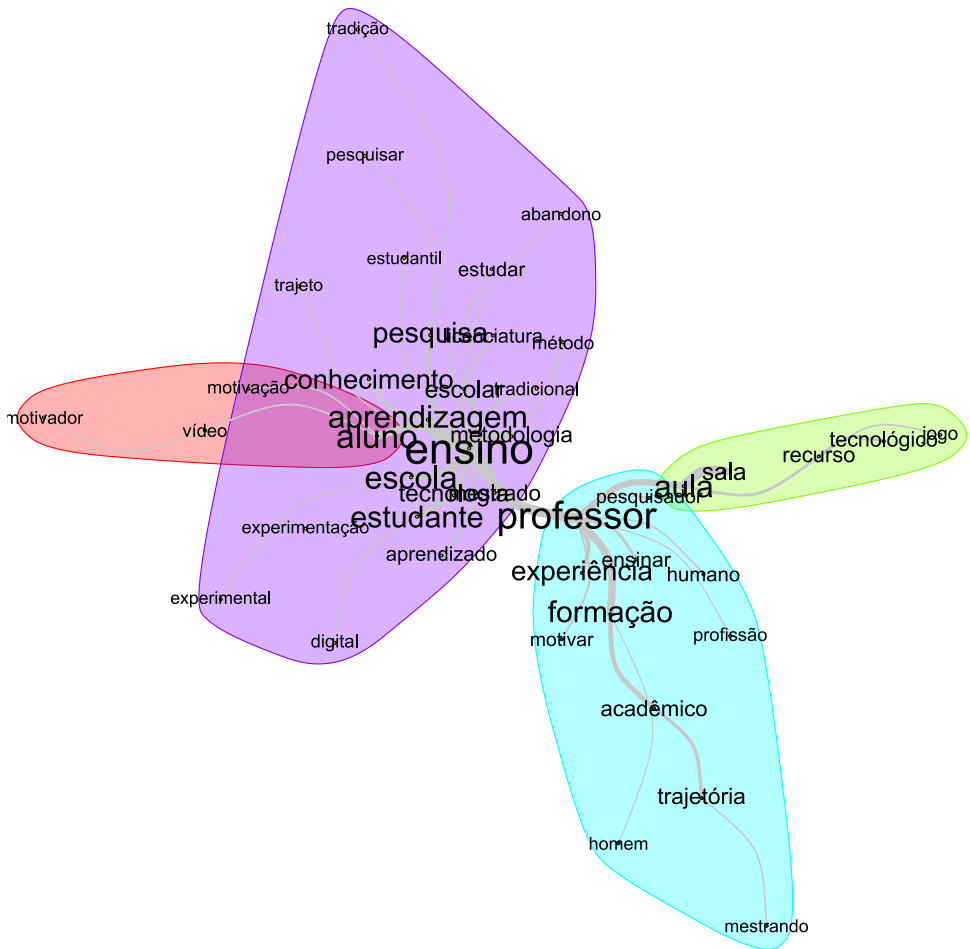 tradição
pesquisar
abandono
estudantil
estudar
trajeto
pesquisa
licenciatura
método
conhecimento
motivação
escolar
tradicional
motivador
vídeo
aprendizagem
aluno
metodologia
ensino
jogo
tecnológico
recurso
sala
aula
escola
tecnologia
mestrado
pesquisador
estudante
professor
experimentação
aprendizado
ensinar
experiência
humano
experimental
formação
digital
motivar
profissão
acadêmico
trajetória
homem
mestrando